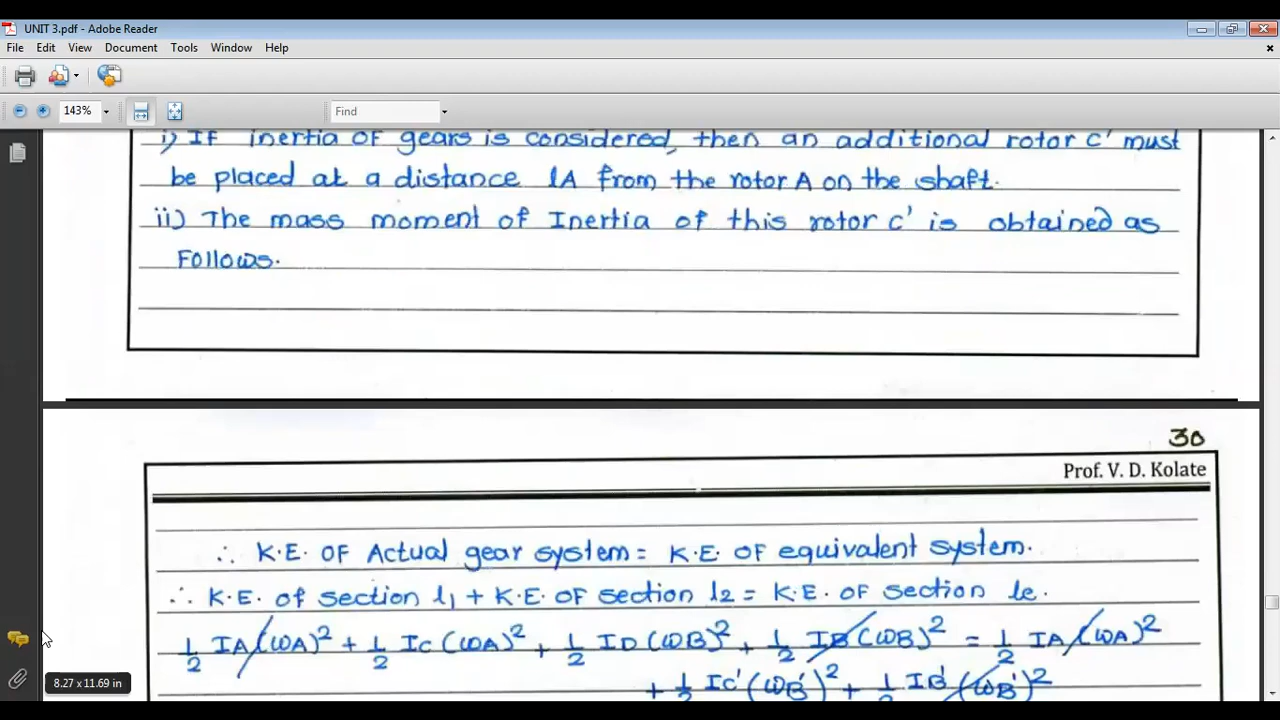 UNIT 3.pdf - Adobe Reader
File Edit View Document Tools Window Help
143% Find
i) If inertia of gears is considered, then an additional rotor c' must
be placed at a distance lA from the rotor A on the shaft.
ii) The mass moment of Inertia of this rotor c' is obtained as
Follows.
30
Prof. V. D. Kolate
∴ K.E. OF Actual gear system = K.E. OF equivalent system.
∴ K.E. of section l1 + K.E. OF section l2 = K.E. OF section le.
1/2 IA (ωA)² + 1/2 Ic (ωA)² + 1/2 ID (ωB)² + 1/2 IB (ωB)² = 1/2 IA (ωA)²
+ 1/2 Ic' (ωB')² + 1/2 IB' (ωB')²
8.27 x 11.69 in